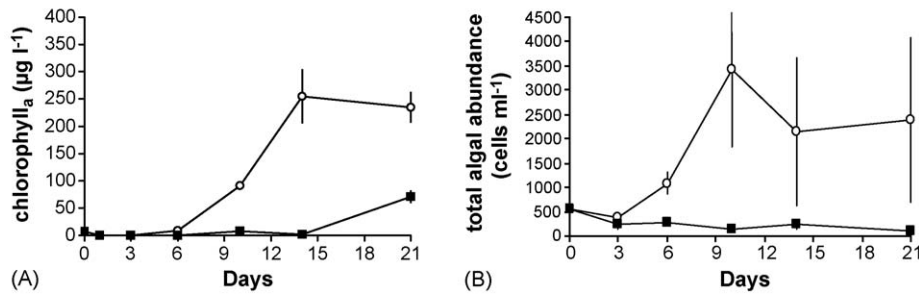 400
350
300
250
200
150
100
50
0
chlorophyllₐ (µg l⁻¹)
0 3 6 9 12 15 18 21
Days
(A)
4500
4000
3500
3000
2500
2000
1500
1000
500
0
total algal abundance
(cells ml⁻¹)
0 3 6 9 12 15 18 21
Days
(B)